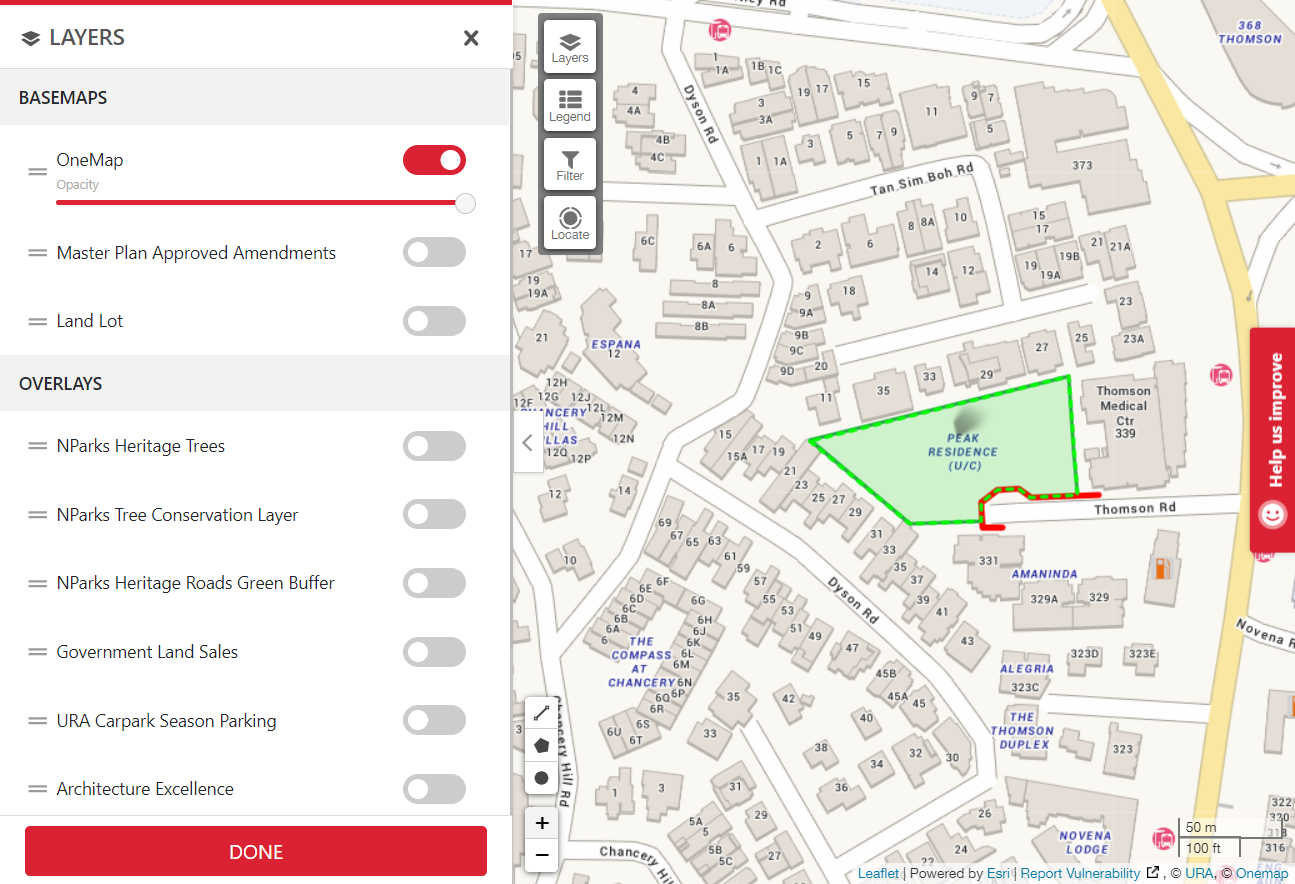 LAYERS
BASEMAPS
OneMap
Opacity
Master Plan Approved Amendments
Land Lot
OVERLAYS
NParks Heritage Trees
NParks Tree Conservation Layer
NParks Heritage Roads Green Buffer
Government Land Sales
URA Carpark Season Parking
Architecture Excellence
DONE
Layers
Legend
Filter
Locate
Rd
368
THOMSON
1
1A
1B
1C
4
4A
4B
4C
3
3A
19
17
15
11
9
7
5
5
7
9
3
1
1A
373
Dyson Rd
Tan Sim Boh Rd
6C
6A
6
2
6
8
8A
10
15
17
14
12
19
19A
19B
21
21A
17
19
19A
8
8A
8B
9
9A
18
23
23A
9B
9C
9D
20
21
ESPANA
12
27
25
29
33
35
11
12H
12G
12F
12J
12L
12M
12N
12Q
12P
CHANCERY
HILL
VILLAS
Thomson
Medical
Ctr
339
PEAK
RESIDENCE
(U/C)
15
15A
17
19
21
23
25
27
29
31
33
35
37
39
41
43
Thomson Rd
12
14
10
69
67
65
63
61
59
57
55
53
51
49
47
45B
45A
45
331
AMANINDA
329A
329
Dyson Rd
6F
6E
6D
6C
6B
6A
6
6G
6H
6J
6K
6L
6M
6N
6P
6Q
6R
6S
6T
6U
THE
COMPASS
AT
CHANCERY
Novena R
323D
323E
ALEGRIA
323C
THE
THOMSON
DUPLEX
323
35
33
42
40
38
36
34
32
30
Chancery Hill Rd
1
3
31
29
27
5A
5
5B
5C
26
24
22
NOVENA
LODGE
322
320
318
316
Chancery Hi
+
−
50 m
100 ft
Help us improve
Leaflet | Powered by Esri | Report Vulnerability , © URA, © Onemap